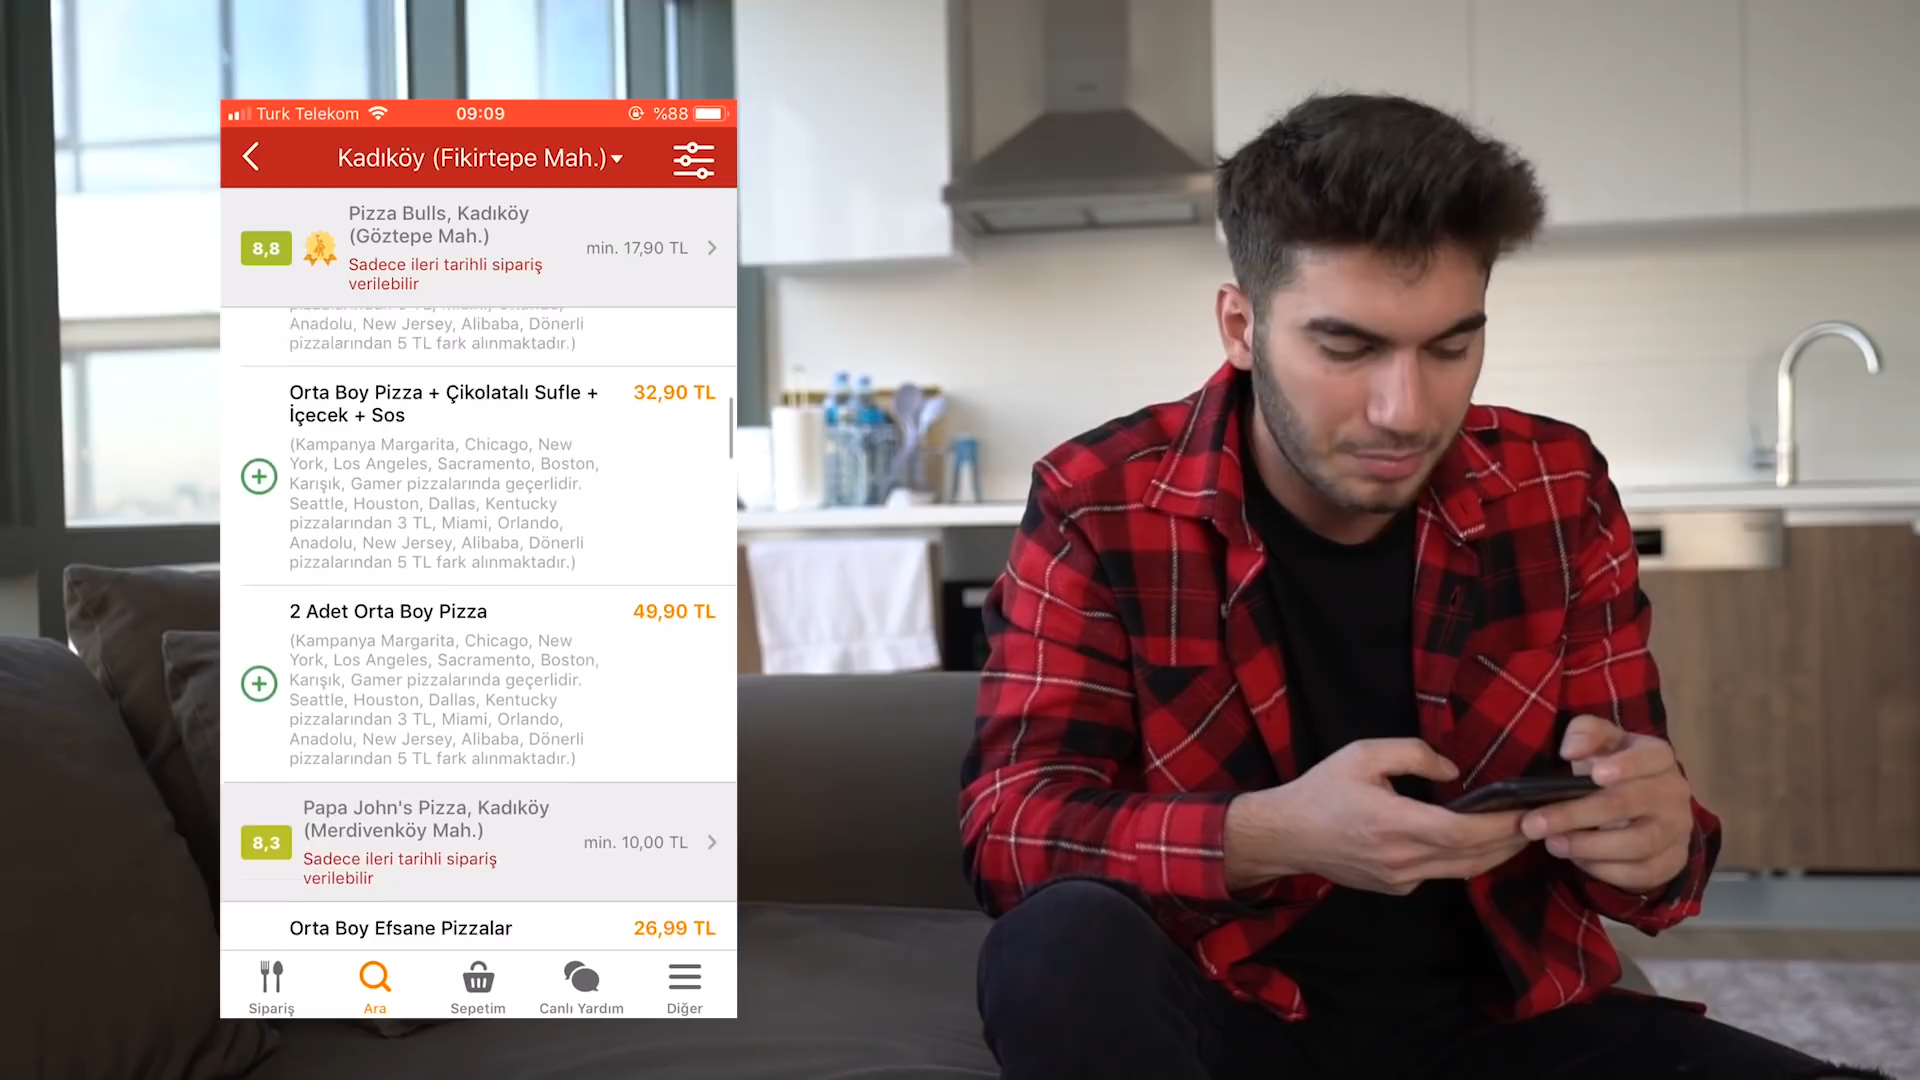 Turk Telekom
09:09
%88
Kadıköy (Fikirtepe Mah.)
Pizza Bulls, Kadıköy
(Göztepe Mah.)
8,8
min. 17,90 TL
Sadece ileri tarihli sipariş
verilebilir
Anadolu, New Jersey, Alibaba, Dönerli
pizzalarından 5 TL fark alınmaktadır.)
Orta Boy Pizza + Çikolatalı Sufle +
İçecek + Sos
32,90 TL
(Kampanya Margarita, Chicago, New
York, Los Angeles, Sacramento, Boston,
Karışık, Gamer pizzalarında geçerlidir.
Seattle, Houston, Dallas, Kentucky
pizzalarından 3 TL, Miami, Orlando,
Anadolu, New Jersey, Alibaba, Dönerli
pizzalarından 5 TL fark alınmaktadır.)
2 Adet Orta Boy Pizza
49,90 TL
(Kampanya Margarita, Chicago, New
York, Los Angeles, Sacramento, Boston,
Karışık, Gamer pizzalarında geçerlidir.
Seattle, Houston, Dallas, Kentucky
pizzalarından 3 TL, Miami, Orlando,
Anadolu, New Jersey, Alibaba, Dönerli
pizzalarından 5 TL fark alınmaktadır.)
Papa John's Pizza, Kadıköy
(Merdivenköy Mah.)
8,3
min. 10,00 TL
Sadece ileri tarihli sipariş
verilebilir
Orta Boy Efsane Pizzalar
26,99 TL
Sipariş
Ara
Sepetim
Canlı Yardım
Diğer